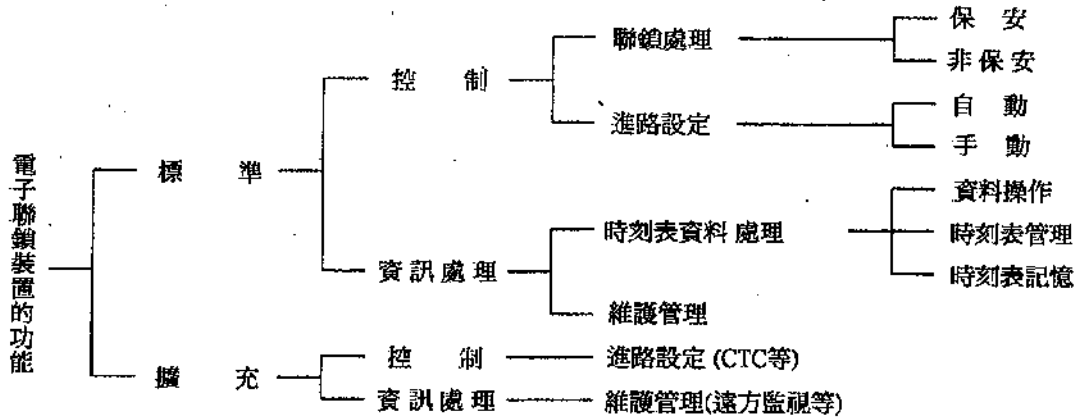 電子聯鎖裝置的功能
標準
控制
聯鎖處理
保安
非保安
進路設定
自動
手動
資訊處理
時刻表資料處理
資料操作
時刻表管理
時刻表記憶
維護管理
擴充
控制
進路設定 (CTC等)
資訊處理
維護管理(遠方監視等)